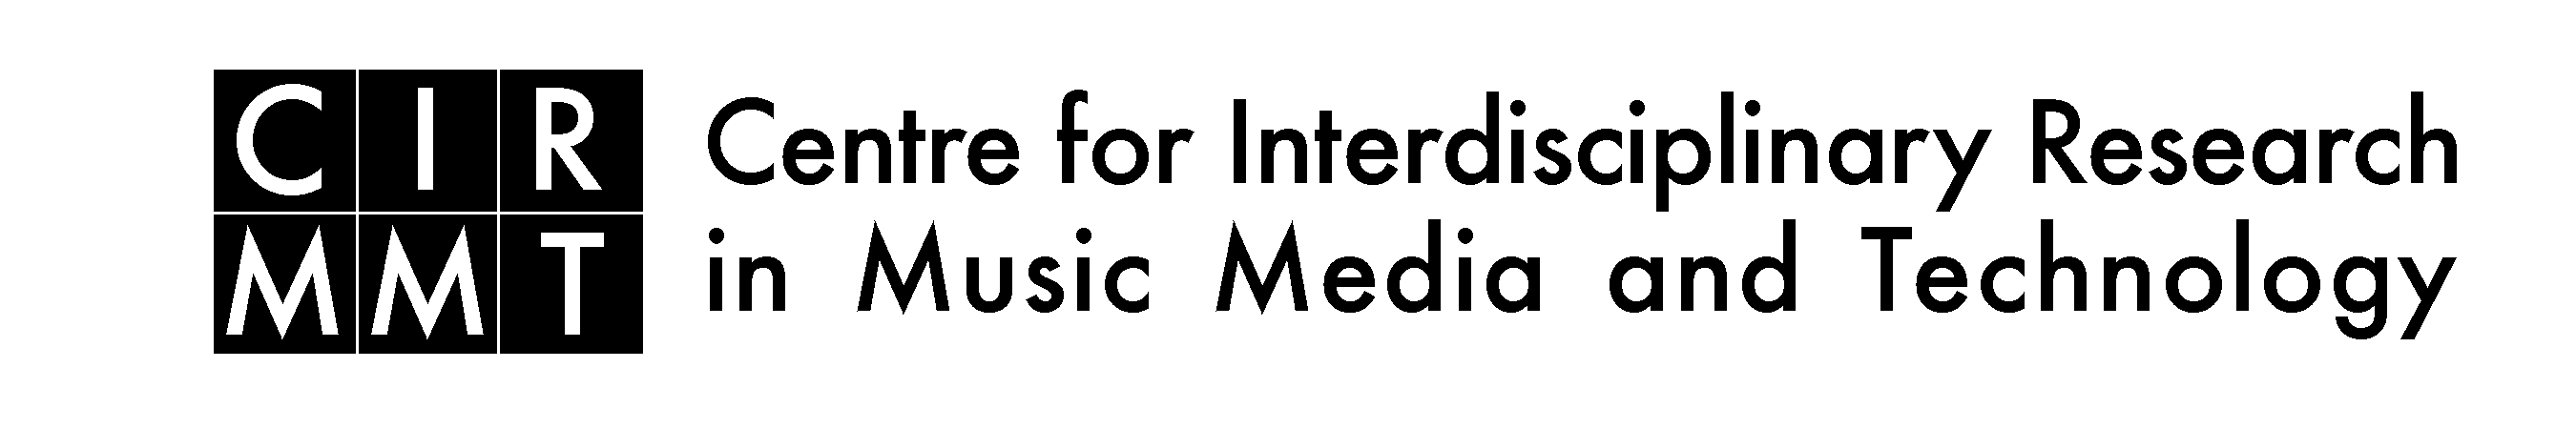 CIR
MMT
Centre for Interdisciplinary Research
in Music Media and Technology